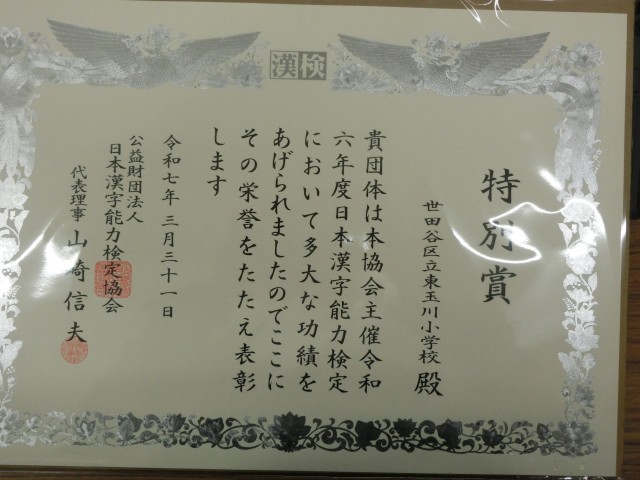 漢検
特別賞
世田谷区立東玉川小学校 殿
貴団体は本協会主催令和
六年度日本漢字能力検定
において多大な功績を
あげられましたのでここに
その栄誉をたたえ表彰
します
令和七年 三月三十一日
公益財団法人
日本漢字能力検定協会
代表理事 山崎信夫